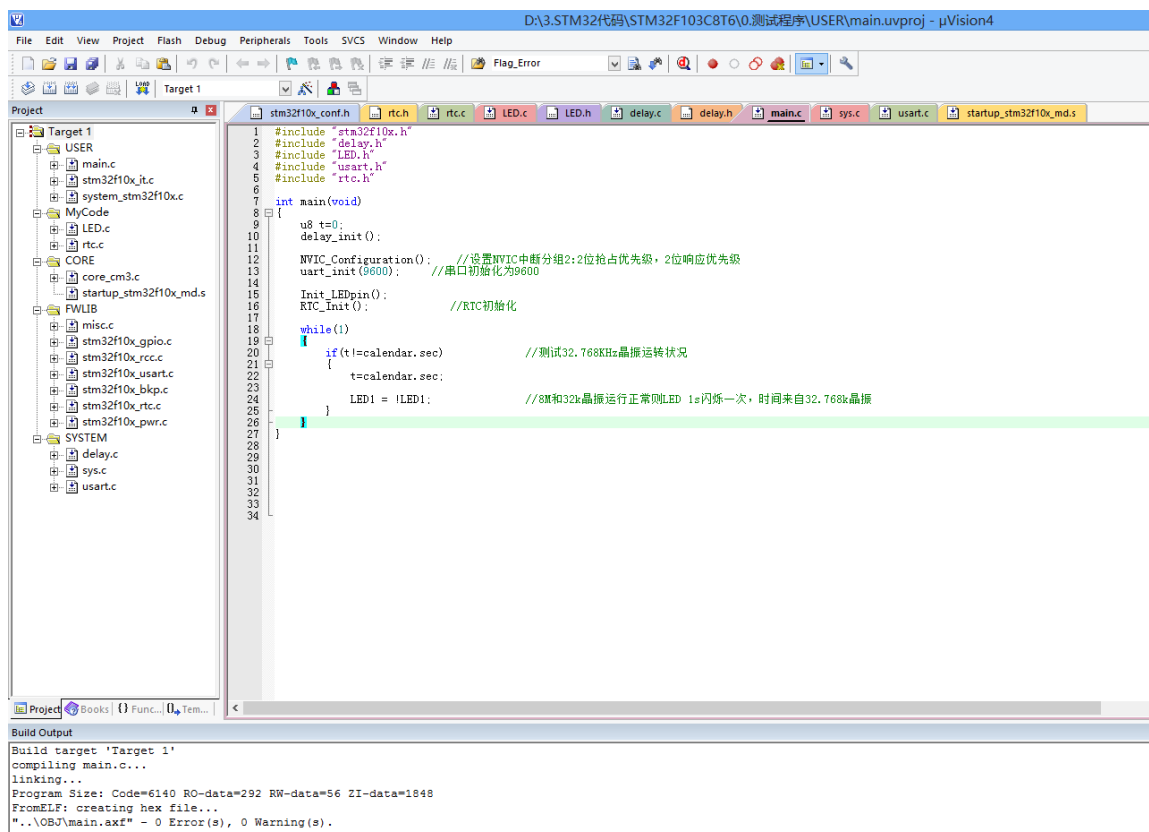 D:\3.STM32代码\STM32F103C8T6\0.测试程序\USER\main.uvproj - µVision4
File Edit View Project Flash Debug Peripherals Tools SVCS Window Help
Flag_Error
LOAD Target 1
Project
stm32f10x_conf.h rtc.h rtc.c LED.c LED.h delay.c delay.h main.c sys.c usart.c startup_stm32f10x_md.s
Target 1
USER
main.c
stm32f10x_it.c
system_stm32f10x.c
MyCode
LED.c
rtc.c
CORE
core_cm3.c
startup_stm32f10x_md.s
FWLIB
misc.c
stm32f10x_gpio.c
stm32f10x_rcc.c
stm32f10x_usart.c
stm32f10x_bkp.c
stm32f10x_rtc.c
stm32f10x_pwr.c
SYSTEM
delay.c
sys.c
usart.c
1 #include "stm32f10x.h"
2 #include "delay.h"
3 #include "LED.h"
4 #include "usart.h"
5 #include "rtc.h"
6
7 int main(void)
8 {
9 u8 t=0;
10 delay_init();
11
12 NVIC_Configuration(); //设置NVIC中断分组2:2位抢占优先级，2位响应优先级
13 uart_init(9600); //串口初始化为9600
14
15 Init_LEDpin();
16 RTC_Init(); //RTC初始化
17
18 while(1)
19 {
20 if(t!=calendar.sec) //测试32.768KHz晶振运转状况
21 {
22 t=calendar.sec;
23
24 LED1 = !LED1; //8M和32k晶振运行正常则LED 1s闪烁一次，时间来自32.768k晶振
25 }
26 }
27 }
28
29
30
31
32
33
34
Project Books {} Func... Tem...
Build Output
Build target 'Target 1'
compiling main.c...
linking...
Program Size: Code=6140 RO-data=292 RW-data=56 ZI-data=1848
FromELF: creating hex file...
"..\OBJ\main.axf" - 0 Error(s), 0 Warning(s).